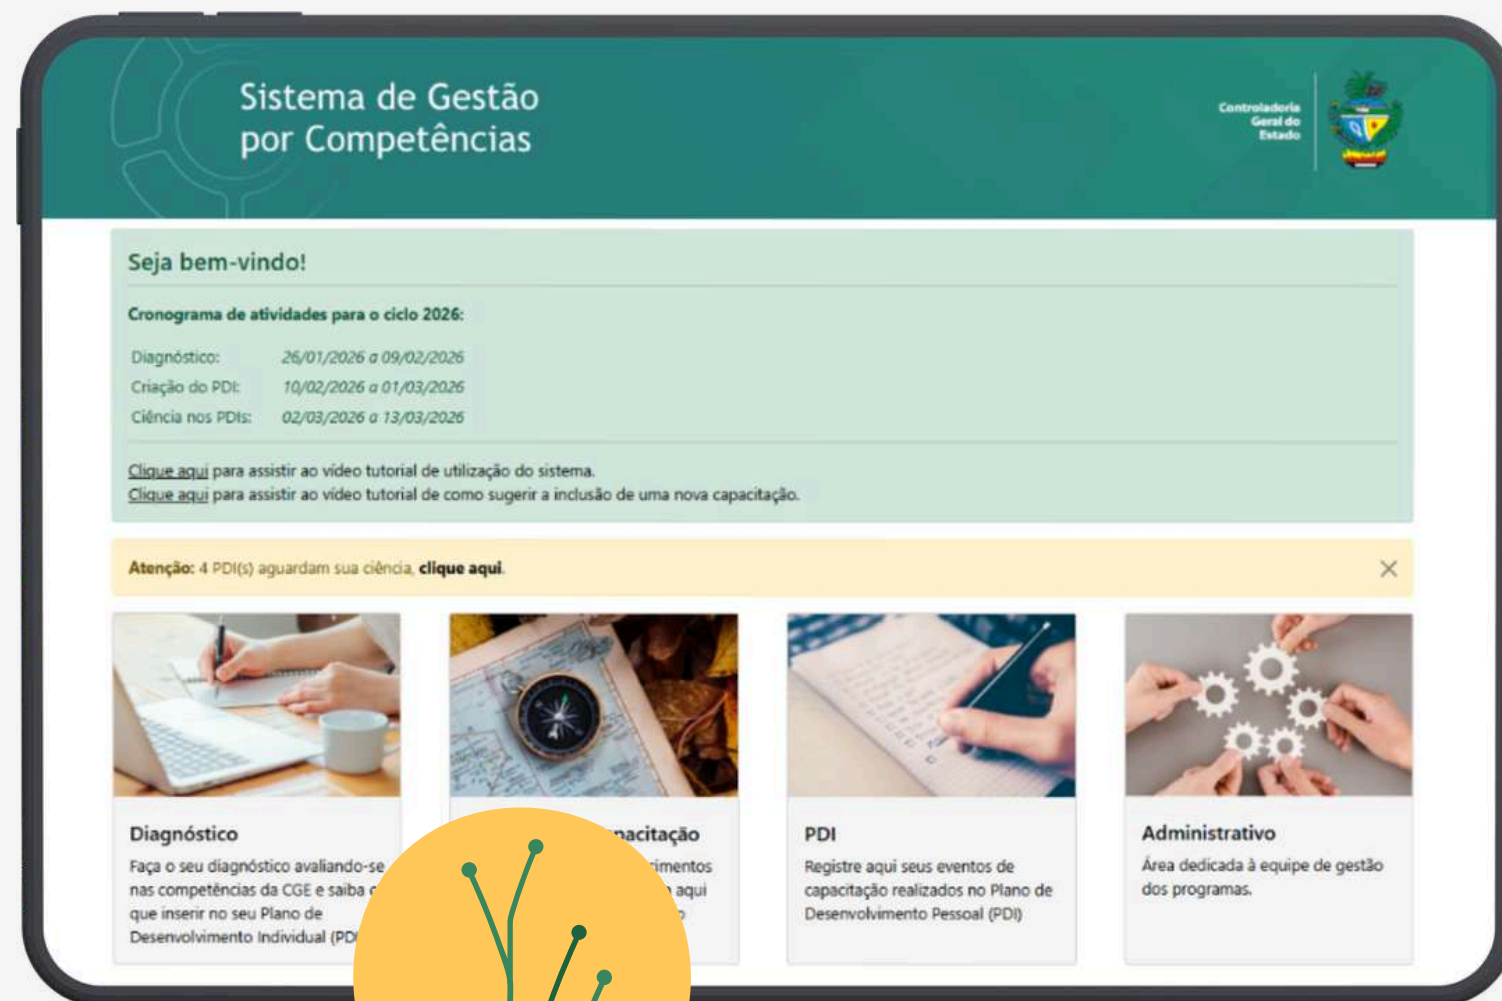 Sistema de Gestão
por Competências
Controladoria
Geral do
Estado
Seja bem-vindo!
Cronograma de atividades para o ciclo 2026:
Diagnóstico: 26/01/2026 a 09/02/2026
Criação do PDI: 10/02/2026 a 01/03/2026
Ciência nos PDIs: 02/03/2026 a 13/03/2026
Clique aqui para assistir ao vídeo tutorial de utilização do sistema.
Clique aqui para assistir ao vídeo tutorial de como sugerir a inclusão de uma nova capacitação.
Atenção: 4 PDI(s) aguardam sua ciência, clique aqui.
Diagnóstico
Faça o seu diagnóstico avaliando-se
nas competências da CGE e saiba
que inserir no seu Plano de
Desenvolvimento Individual (PDI
aqui
PDI
Registre aqui seus eventos de
capacitação realizados no Plano de
Desenvolvimento Pessoal (PDI)
Administrativo
Área dedicada à equipe de gestão
dos programas.